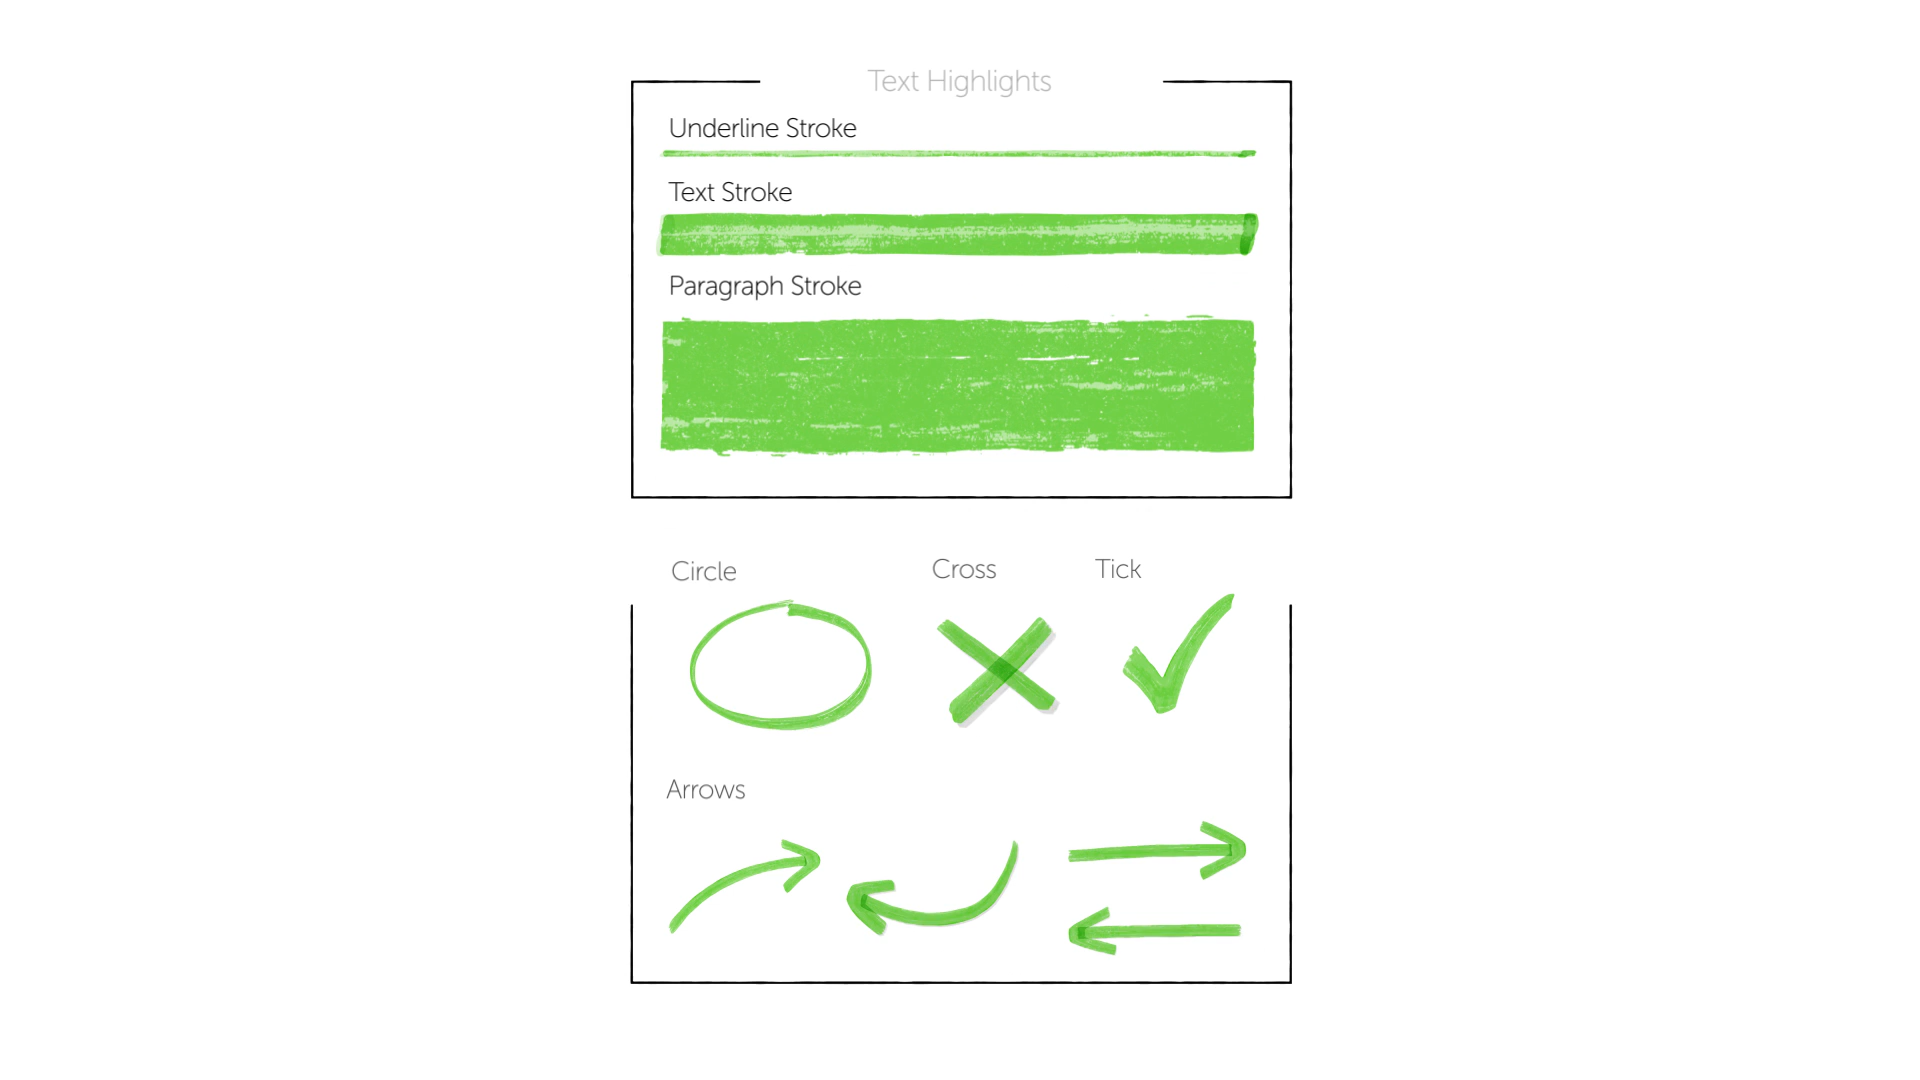 Text Highlights
Underline Stroke
Text Stroke
Paragraph Stroke
Circle
Cross
Tick
Arrows